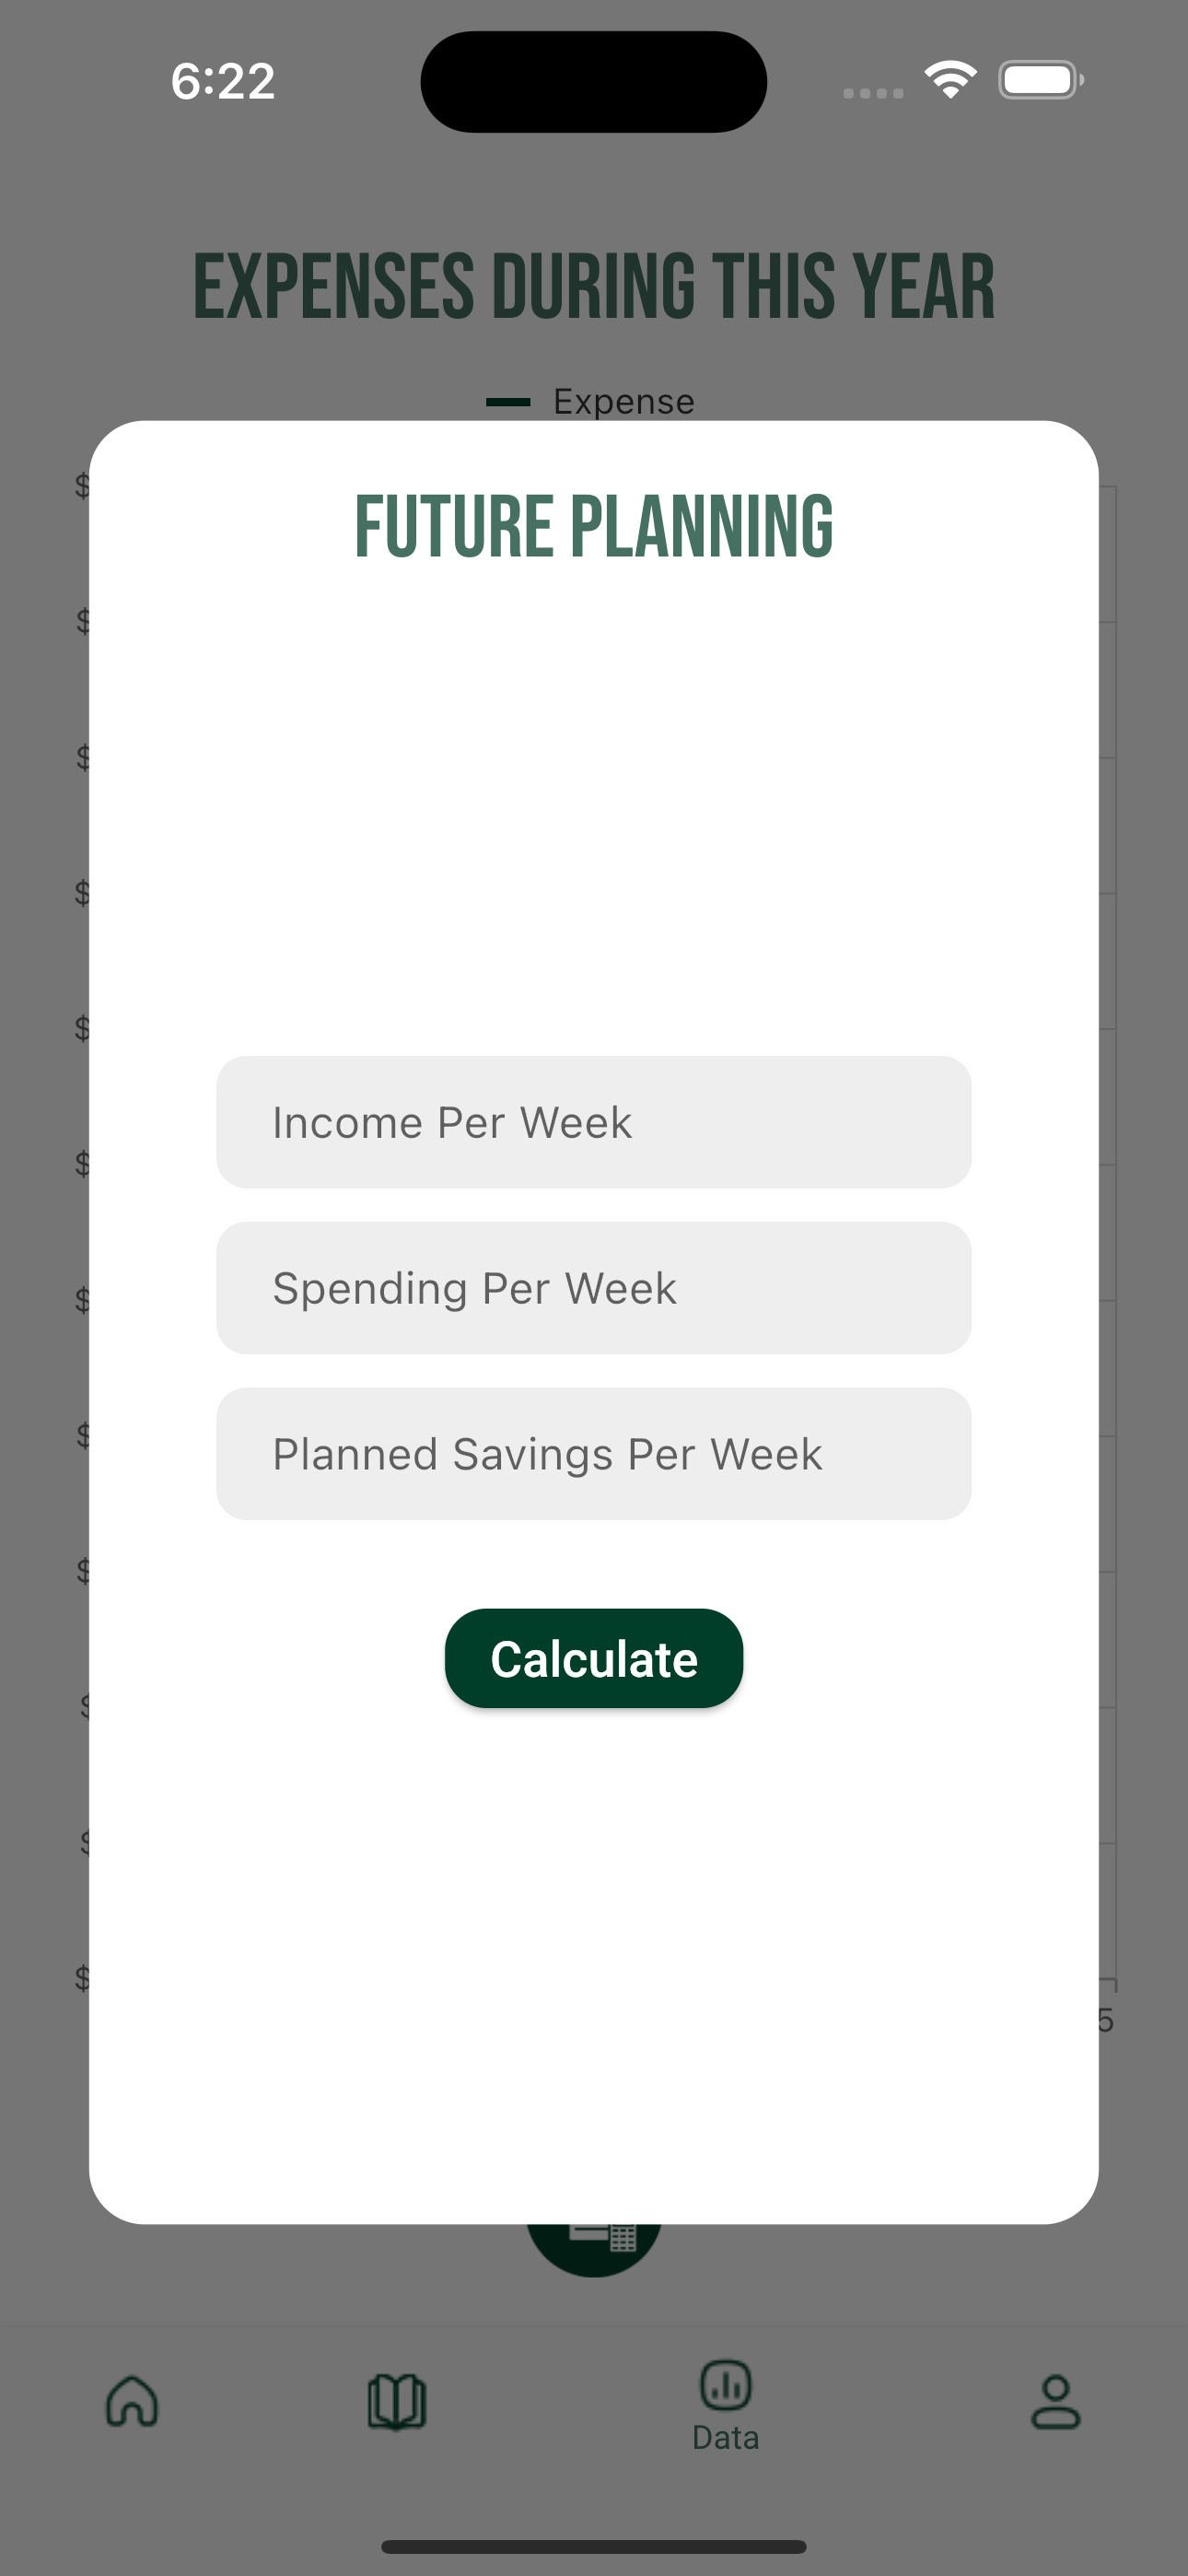 6:22
EXPENSES DURING THIS YEAR
Expense
FUTURE PLANNING
$
$
$
$
$
Income Per Week
$
Spending Per Week
$
$
Planned Savings Per Week
$
Calculate
$
$
$
5
Data